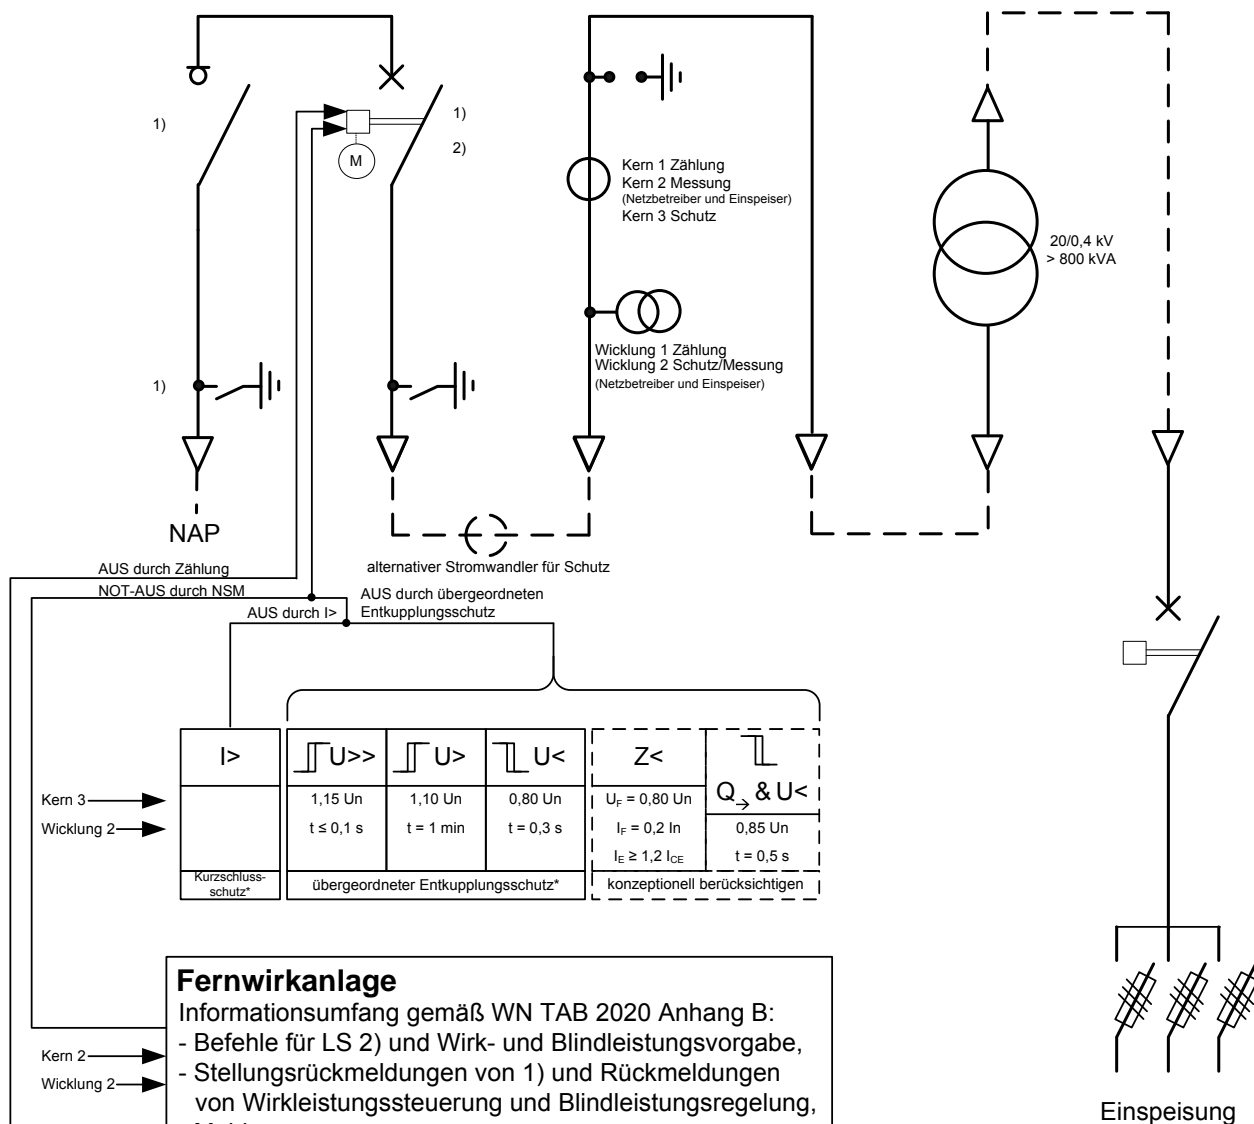 1)
1)
2)
M
Kern 1 Zählung
Kern 2 Messung
(Netzbetreiber und Einspeiser)
Kern 3 Schutz
20/0,4 kV
> 800 kVA
Wicklung 1 Zählung
Wicklung 2 Schutz/Messung
(Netzbetreiber und Einspeiser)
1)
NAP
alternativer Stromwandler für Schutz
AUS durch Zählung
NOT-AUS durch NSM
AUS durch I>
AUS durch übergeordneten
Entkupplungsschutz
I>
U>>
U>
U<
Z<
Q→ & U<
Kern 3
Wicklung 2
1,15 Un
t ≤ 0,1 s
1,10 Un
t = 1 min
0,80 Un
t = 0,3 s
UF = 0,80 Un
IF = 0,2 In
IE ≥ 1,2 ICE
0,85 Un
t = 0,5 s
Kurzschluss-
schutz*
übergeordneter Entkupplungsschutz*
konzeptionell berücksichtigen
Fernwirkanlage
Informationsumfang gemäß WN TAB 2020 Anhang B:
- Befehle für LS 2) und Wirk- und Blindleistungsvorgabe,
- Stellungsrückmeldungen von 1) und Rückmeldungen
von Wirkleistungssteuerung und Blindleistungsregelung,
Kern 2
Wicklung 2
Einspeisung